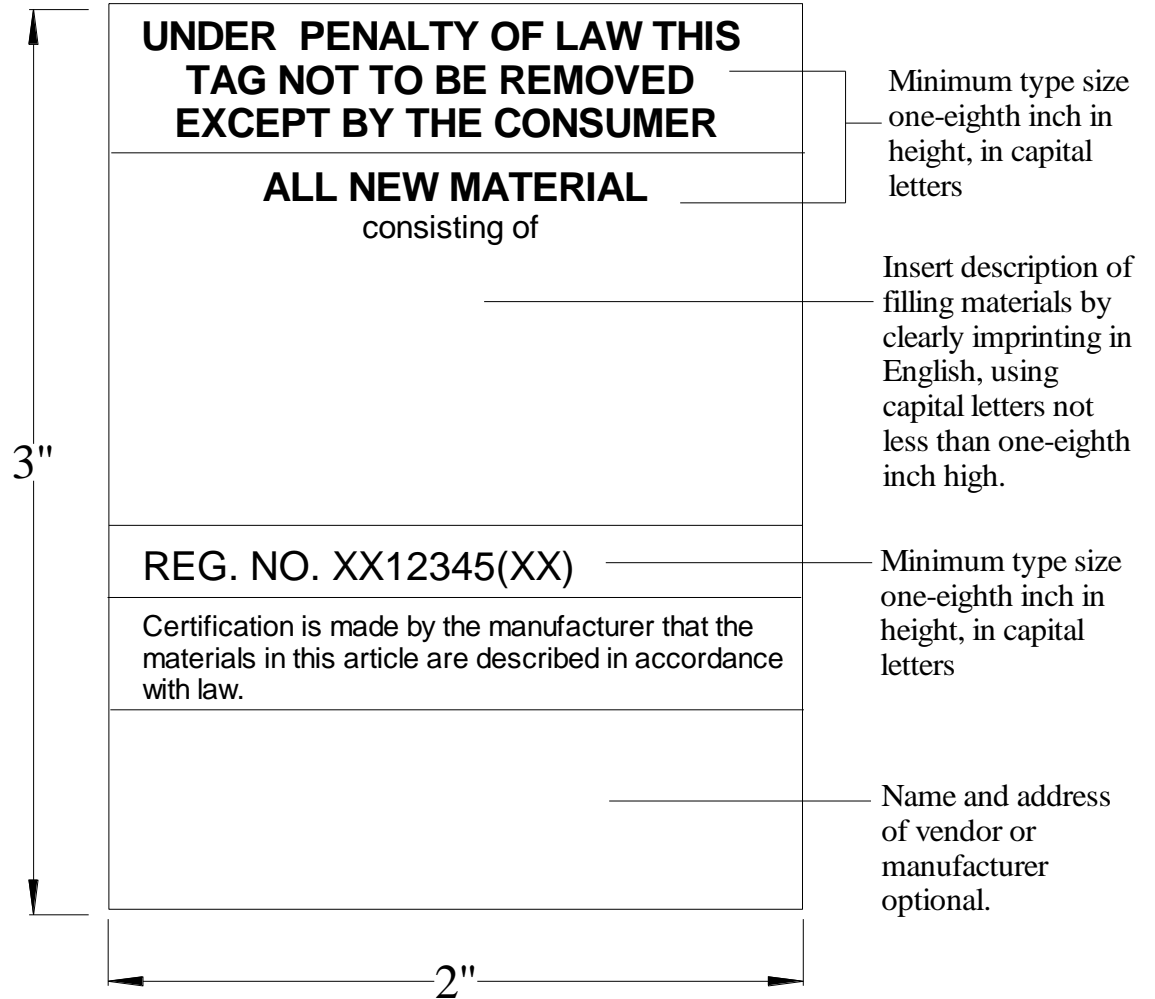 UNDER PENALTY OF LAW THIS
TAG NOT TO BE REMOVED
EXCEPT BY THE CONSUMER
ALL NEW MATERIAL
consisting of
REG. NO. XX12345(XX)
Certification is made by the manufacturer that the
materials in this article are described in accordance
with law.
3"
2"
Minimum type size
one-eighth inch in
height, in capital
letters
Insert description of
filling materials by
clearly imprinting in
English, using
capital letters not
less than one-eighth
inch high.
Minimum type size
one-eighth inch in
height, in capital
letters
Name and address
of vendor or
manufacturer
optional.